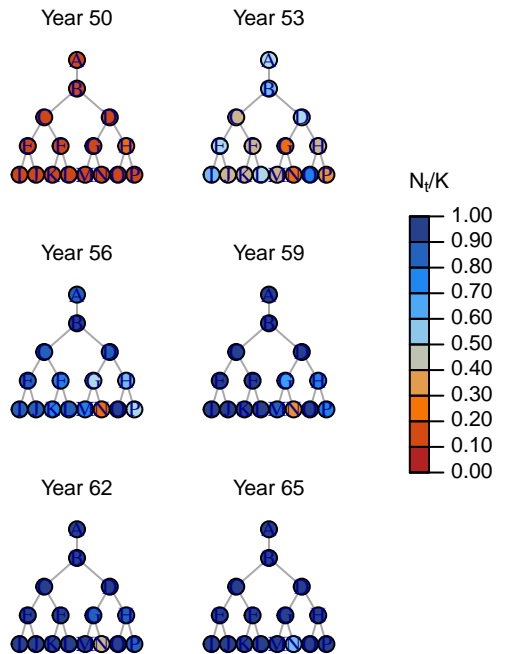 Year 50
Year 53
A
A
B
B
C
D
C
D
E
F
G
H
E
F
G
H
I
J
K
L
M
N
O
P
I
J
K
L
M
N
O
P
Nt/K
1.00
0.90
0.80
0.70
0.60
0.50
0.40
0.30
0.20
0.10
0.00
Year 56
Year 59
A
A
B
B
C
D
C
D
E
F
G
H
E
F
G
H
I
J
K
L
M
N
O
P
I
J
K
L
M
N
O
P
Year 62
Year 65
A
A
B
B
C
D
C
D
E
F
G
H
E
F
G
H
I
J
K
L
M
N
O
P
I
J
K
L
M
N
O
P